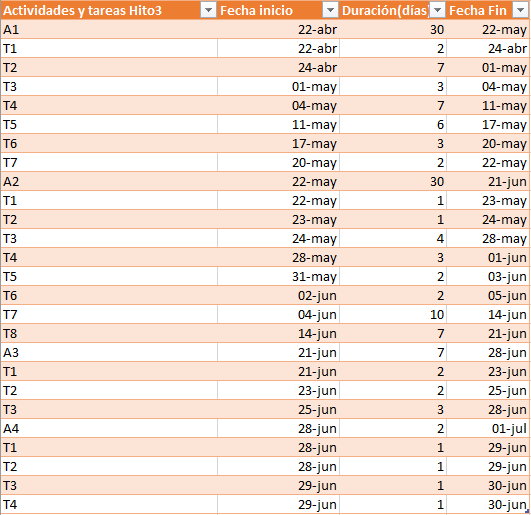 Actividades y tareas Hito3 Fecha inicio Duración(días) Fecha Fin
A1 22-abr 30 22-may
T1 22-abr 2 24-abr
T2 24-abr 7 01-may
T3 01-may 3 04-may
T4 04-may 7 11-may
T5 11-may 6 17-may
T6 17-may 3 20-may
T7 20-may 2 22-may
A2 22-may 30 21-jun
T1 22-may 1 23-may
T2 23-may 1 24-may
T3 24-may 4 28-may
T4 28-may 3 01-jun
T5 31-may 2 03-jun
T6 02-jun 2 05-jun
T7 04-jun 10 14-jun
T8 14-jun 7 21-jun
A3 21-jun 7 28-jun
T1 21-jun 2 23-jun
T2 23-jun 2 25-jun
T3 25-jun 3 28-jun
A4 28-jun 2 01-jul
T1 28-jun 1 29-jun
T2 28-jun 1 29-jun
T3 29-jun 1 30-jun
T4 29-jun 1 30-jun